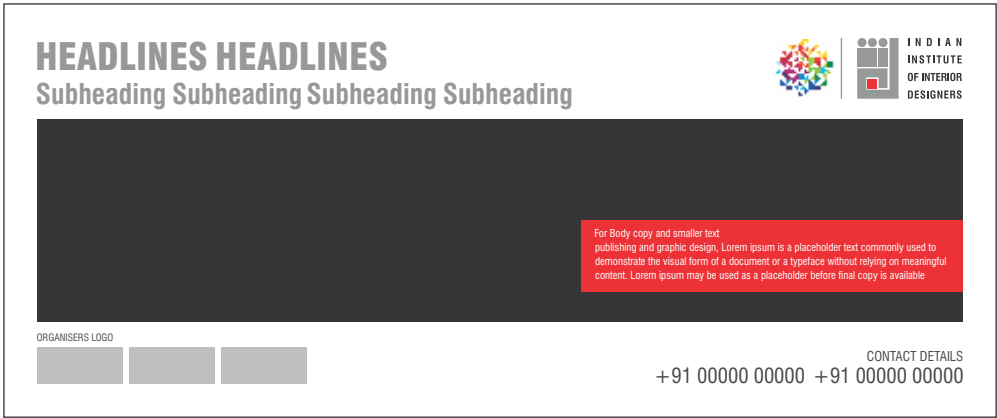 HEADLINES HEADLINES
Subheading Subheading Subheading Subheading
INDIAN
INSTITUTE
OF INTERIOR
DESIGNERS
For Body copy and smaller text
publishing and graphic design, Lorem ipsum is a placeholder text commonly used to
demonstrate the visual form of a document or a typeface without relying on meaningful
content. Lorem ipsum may be used as a placeholder before final copy is available
ORGANISERS LOGO
CONTACT DETAILS
+91 00000 00000 +91 00000 00000